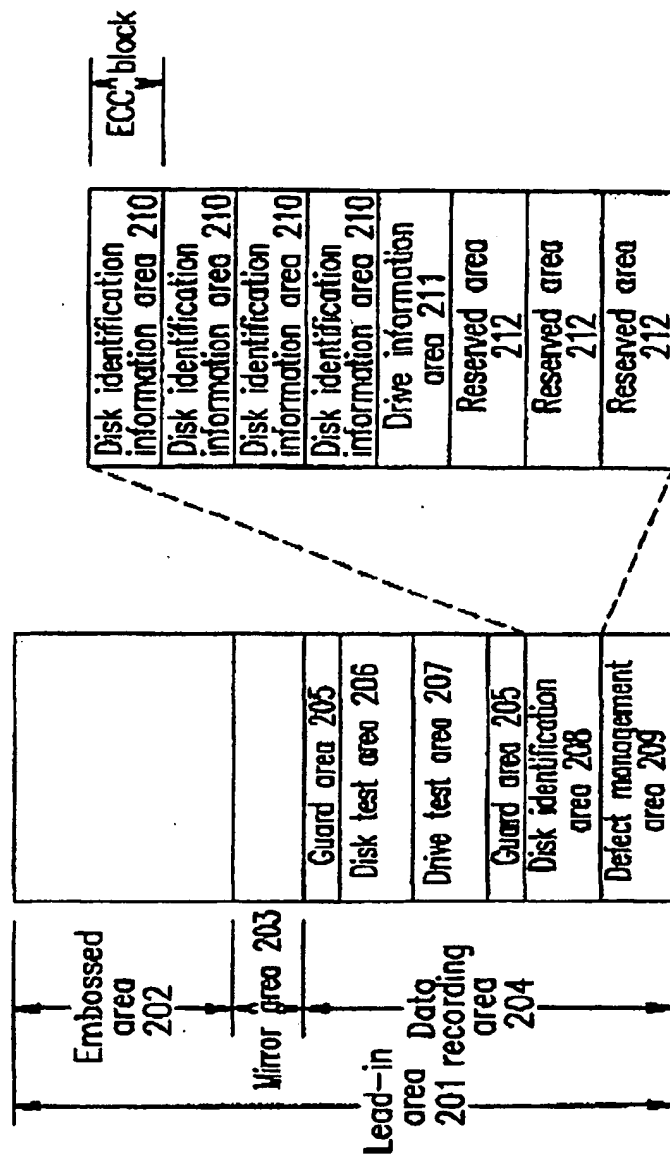 Embossed
area
202
Mirror area 203
Data
recording
area
204
Lead-in
area
201
Guard area 205
Disk test area 206
Drive test area 207
Guard area 205
Disk identification
area 208
Defect management
area 209
Disk identification
information area 210
Disk identification
information area 210
Disk identification
information area 210
Disk identification
information area 210
Drive information
area 211
Reserved area
212
Reserved area
212
Reserved area
212
ECC block